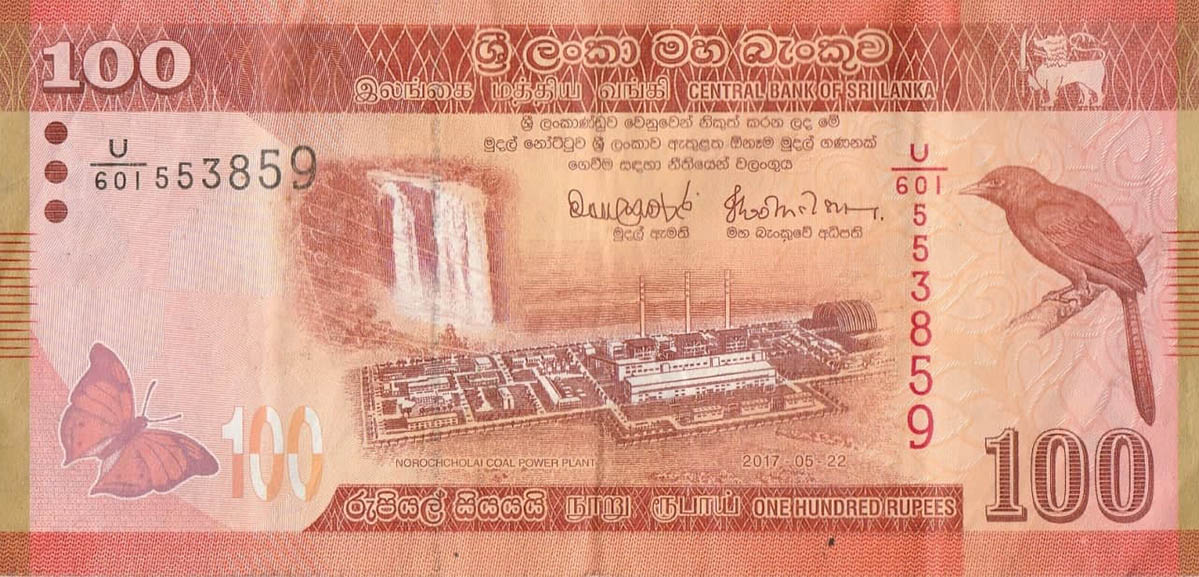 100
ශ්‍රී ලංකා මහ බැංකුව
இலங்கை மத்திய வங்கி CENTRAL BANK OF SRI LANKA
ශ්‍රී ලංකාණ්ඩුව වෙනුවෙන් නිකුත් කරන ලද මේ
මුදල් නෝට්ටුව ශ්‍රී ලංකාව ඇතුළත ඕනෑම මුදල් ගණනක්
ගෙවීම සඳහා නීතියෙන් වලංගුය
U/601 553859
U/601 553859
මුදල් ඇමති
මහ බැංකුවේ අධිපති
100
NOROCHCHOLAI COAL POWER PLANT
2017-05-22
100
රුපියල් සියයයි நூறு ரூபாய் ONE HUNDRED RUPEES